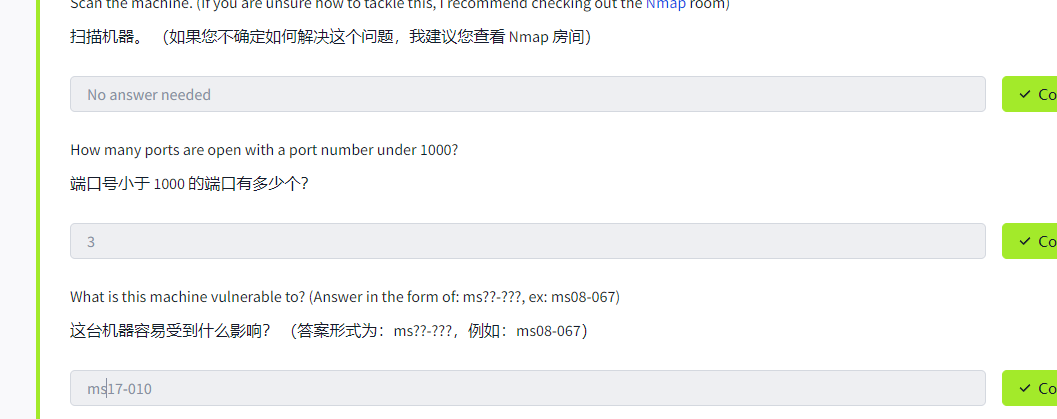 Scan the machine. (If you are unsure how to tackle this, I recommend checking out the Nmap room)
扫描机器。 （如果您不确定如何解决这个问题，我建议您查看 Nmap 房间）
No answer needed
✓ Co
How many ports are open with a port number under 1000?
端口号小于 1000 的端口有多少个？
3
✓ Co
What is this machine vulnerable to? (Answer in the form of: ms??-???, ex: ms08-067)
这台机器容易受到什么影响？ （答案形式为：ms??-???，例如：ms08-067）
ms17-010
✓ Co